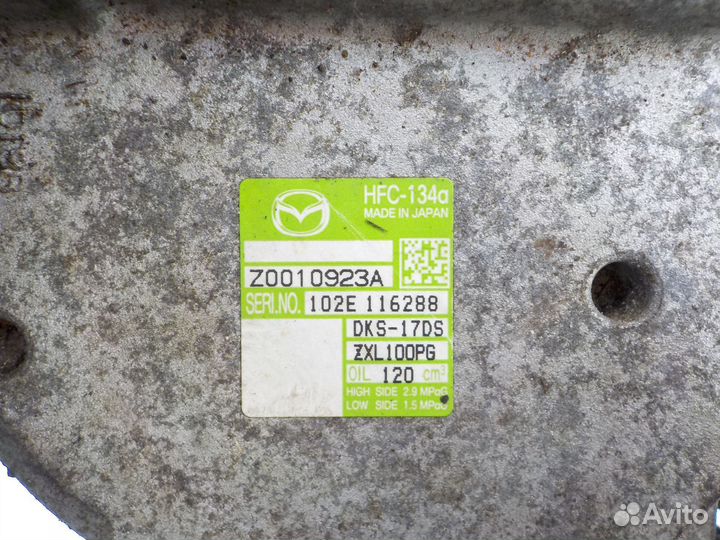 HFC-134a
MADE IN JAPAN
Z0010923A
SERI.NO. 102E 116288
DKS-17DS
ZXL100PG
OIL 120 cm³
HIGH SIDE 2.9 MPaG
LOW SIDE 1.5 MPaG
Avito